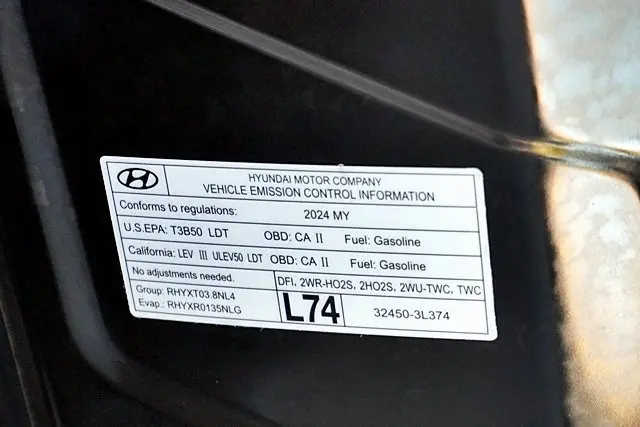 HYUNDAI MOTOR COMPANY
VEHICLE EMISSION CONTROL INFORMATION
Conforms to regulations: 2024 MY
U.S.EPA: T3B50 LDT OBD: CA II Fuel: Gasoline
California: LEV III ULEV50 LDT OBD: CA II Fuel: Gasoline
No adjustments needed. DFI, 2WR-HO2S, 2HO2S, 2WU-TWC, TWC
Group: RHYXT03.8NL4
Evap.: RHYXR0135NLG
L74 32450-3L374